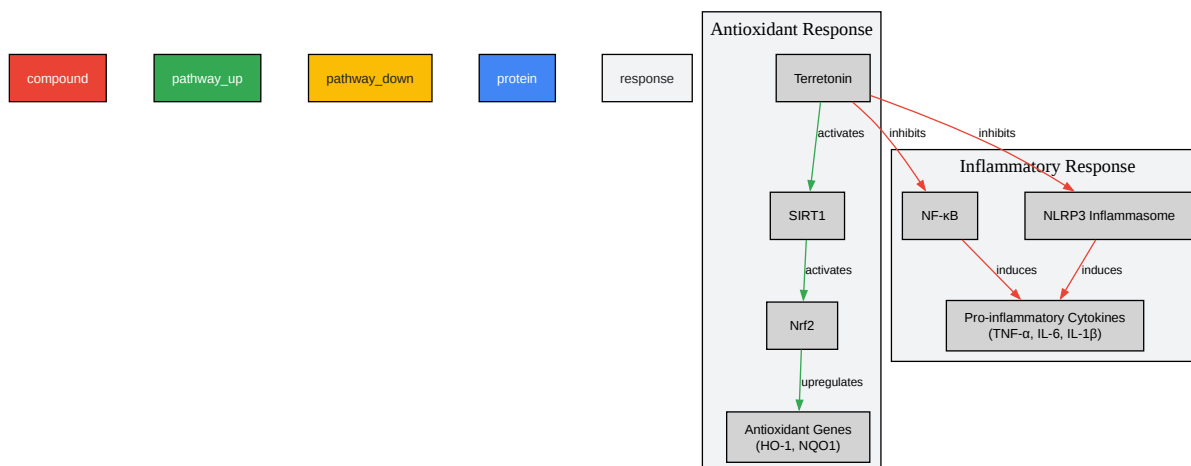 Antioxidant Response
compound
pathway_up
pathway_down
protein
response
Terretonin
activates
inhibits
inhibits
Inflammatory Response
SIRT1
NF-κB
NLRP3 Inflammasome
activates
induces
induces
Nrf2
Pro-inflammatory Cytokines
(TNF-α, IL-6, IL-1β)
upregulates
Antioxidant Genes
(HO-1, NQO1)